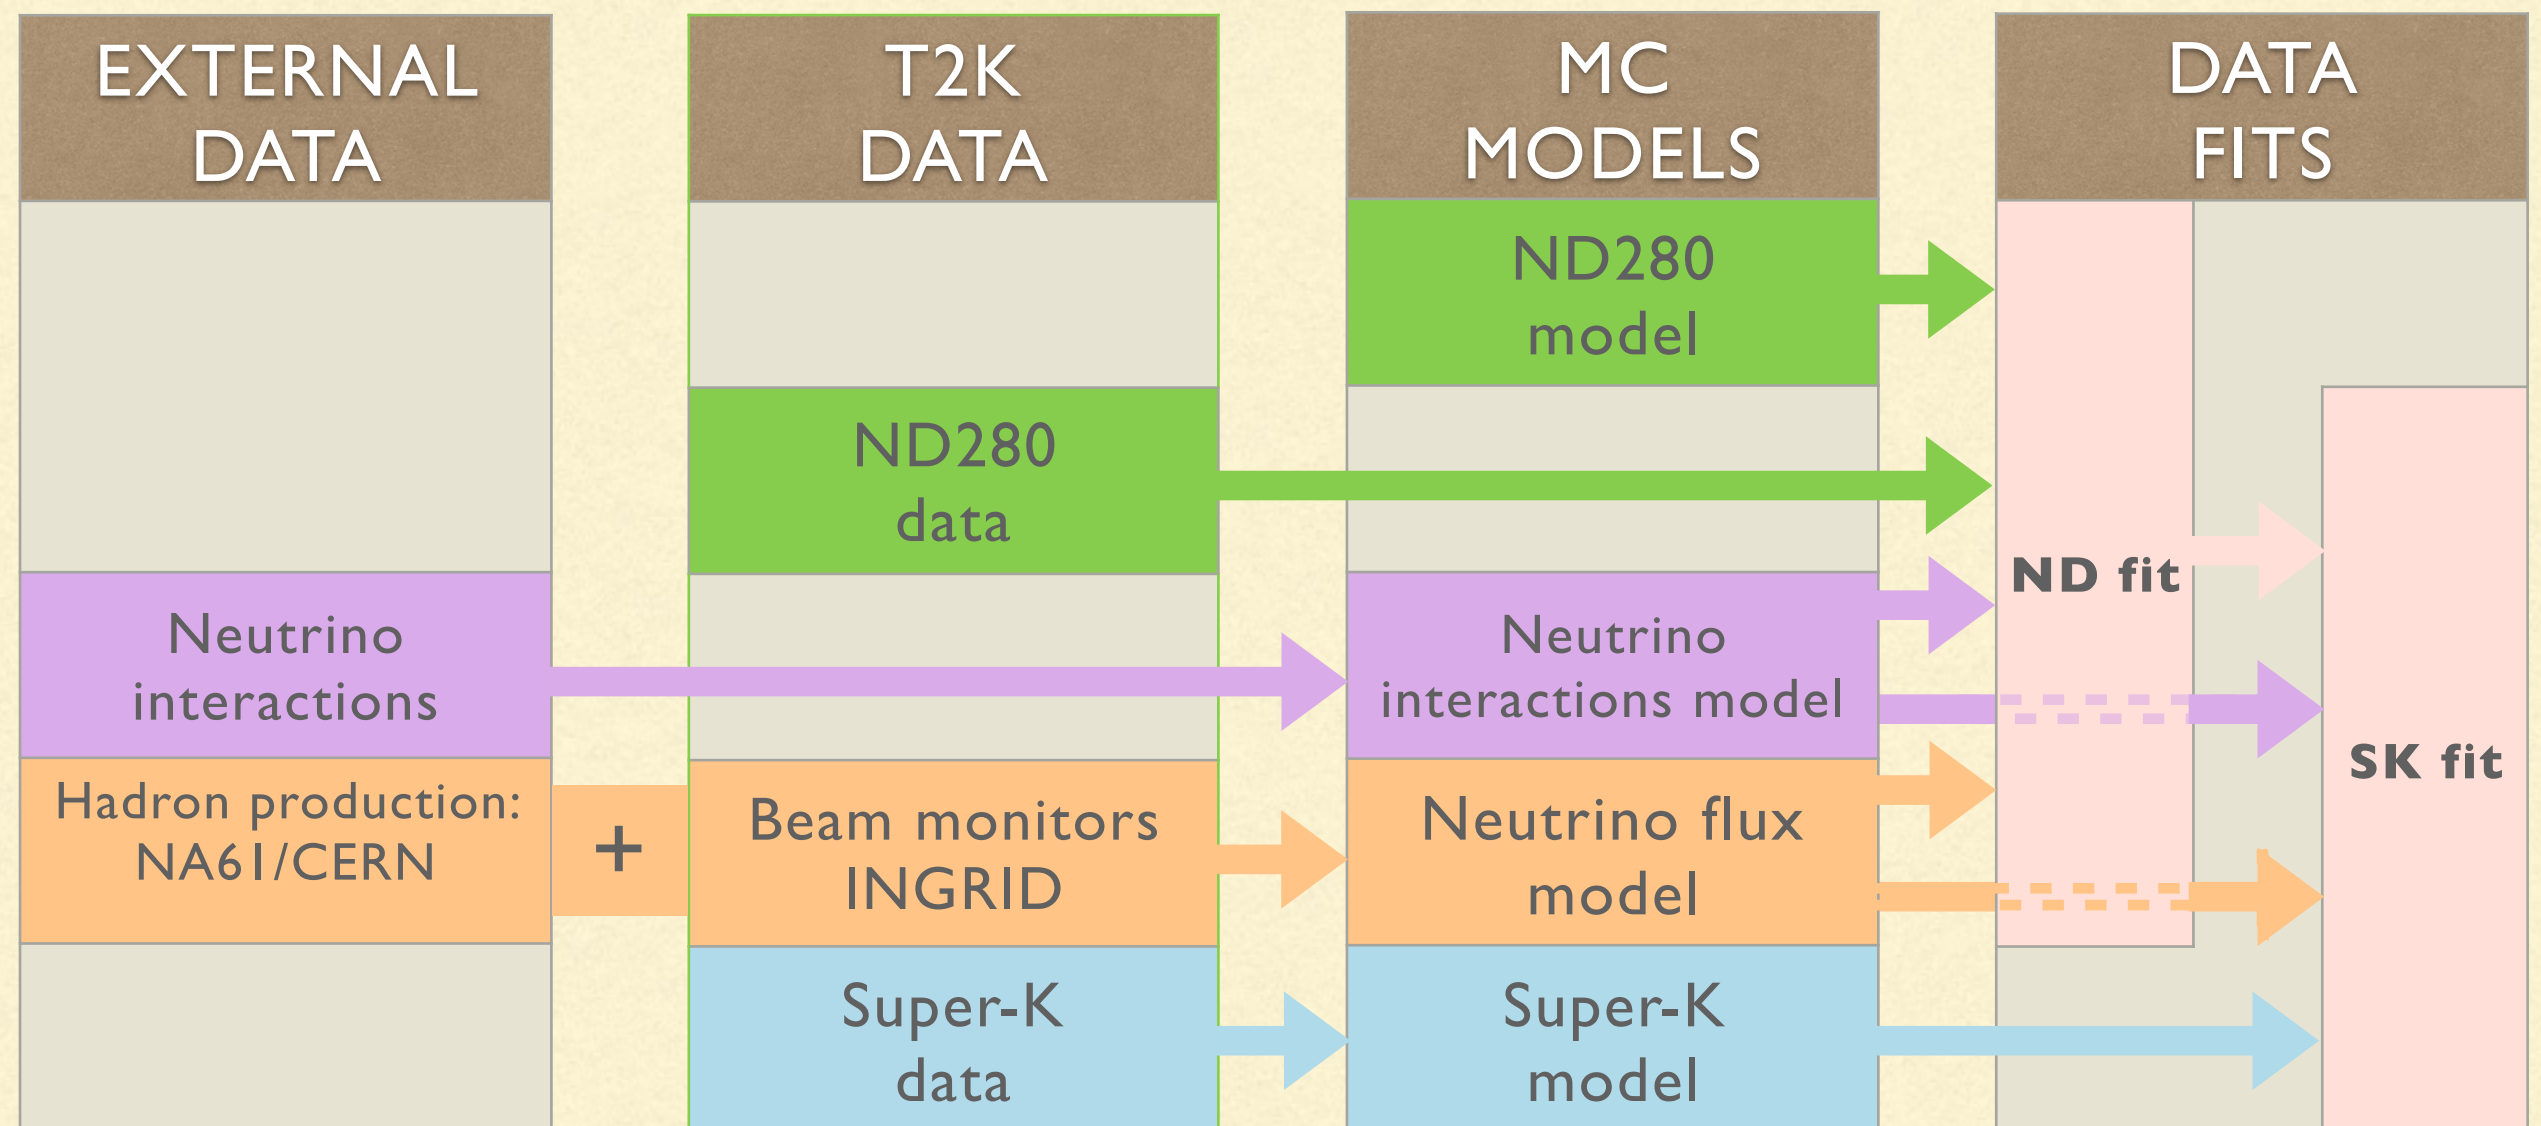 EXTERNAL
DATA
T2K
DATA
MC
MODELS
DATA
FITS
ND280
model
ND280
data
ND fit
Neutrino
interactions
Neutrino
interactions model
SK fit
Hadron production:
NA61/CERN
+
Beam monitors
INGRID
Neutrino flux
model
Super-K
data
Super-K
model